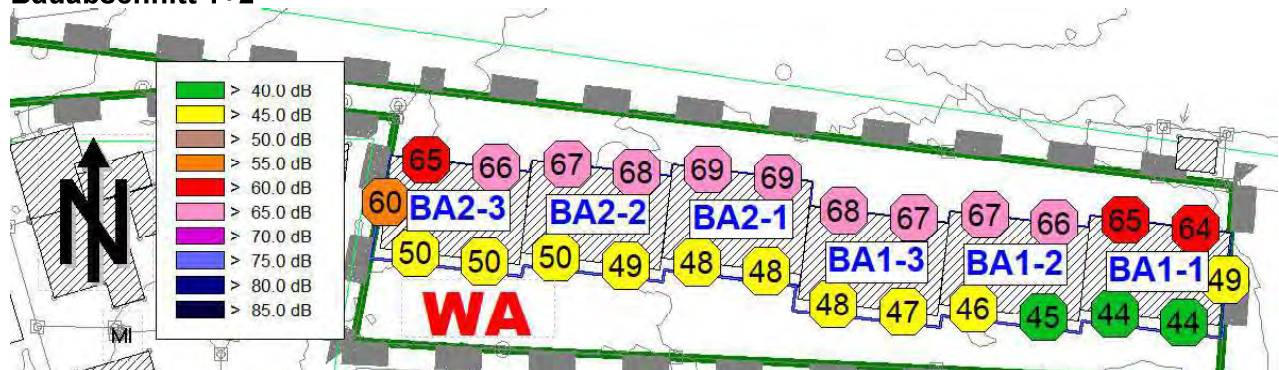 Bauabschnitt 1+2
> 40.0 dB
> 45.0 dB
> 50.0 dB
> 55.0 dB
> 60.0 dB
> 65.0 dB
> 70.0 dB
> 75.0 dB
> 80.0 dB
> 85.0 dB
N
MI
65 66 67 68 69 69
60 BA2-3 BA2-2 BA2-1
50 50 50 49 48 48
68 67 67 66 65 64
BA1-3 BA1-2 BA1-1 49
48 47 46 45 44 44
WA